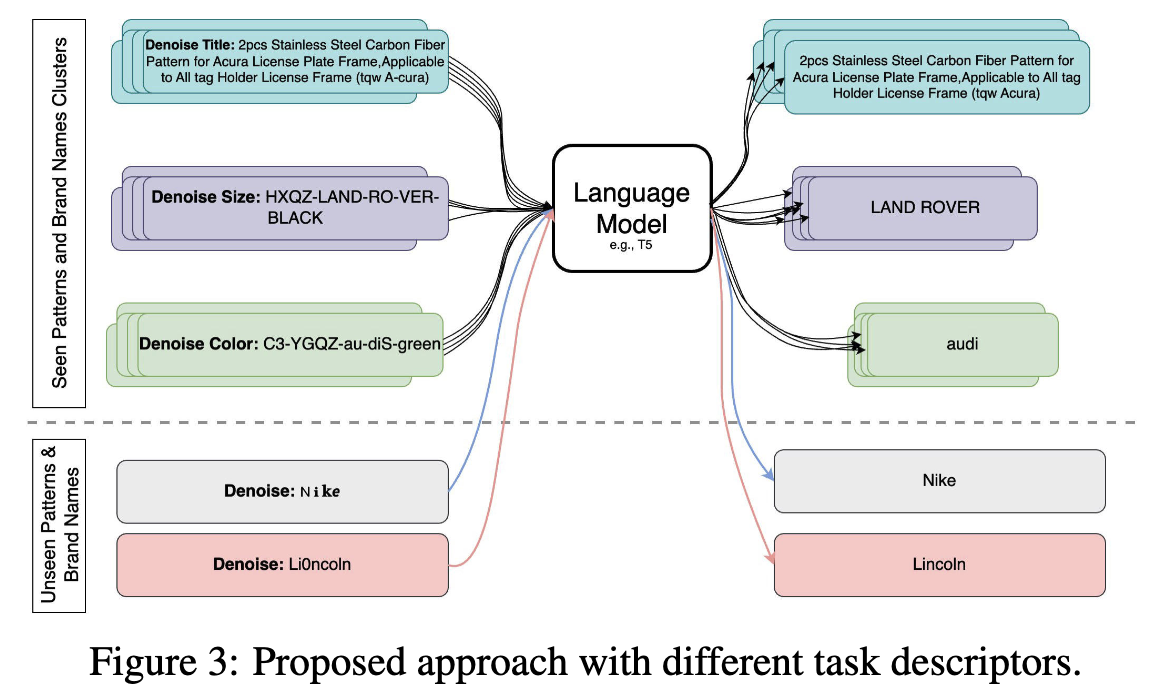 Seen Patterns and Brand Names Clusters
Denoise Title: 2pcs Stainless Steel Carbon Fiber
Pattern for Acura License Plate Frame,Applicable
to All tag Holder License Frame (tqw A-cura)
2pcs Stainless Steel Carbon Fiber Pattern for
Acura License Plate Frame,Applicable to All tag
Holder License Frame (tqw Acura)
Denoise Size: HXQZ-LAND-RO-VER-
BLACK
Language
Model
e.g., T5
LAND ROVER
Denoise Color: C3-YGQZ-au-diS-green
audi
Unseen Patterns &
Brand Names
Denoise: Nike
Nike
Denoise: Li0ncoln
Lincoln
Figure 3: Proposed approach with different task descriptors.